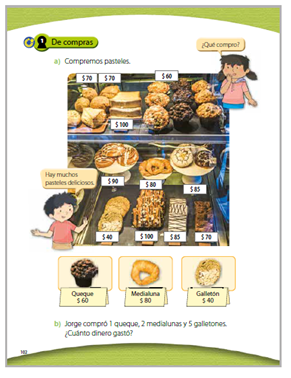 De compras
¿Qué compro?
a) Compremos pasteles.
$ 70
$ 70
$ 60
$ 100
Hay muchos
pasteles deliciosos.
$ 90
$ 80
$ 85
$ 40
$ 100
$ 85
$ 70
Queque
$ 60
Medialuna
$ 80
Galletón
$ 40
b) Jorge compró 1 queque, 2 medialunas y 5 galletones.
¿Cuánto dinero gastó?